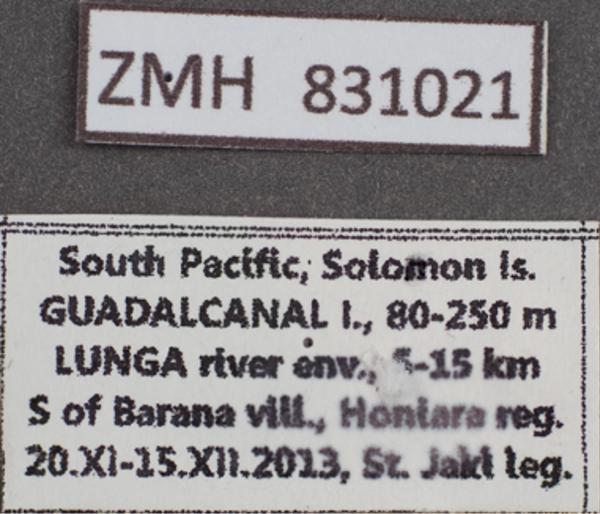 ZMH 831021
South Pacific, Solomon Is.
GUADALCANAL I., 80-250 m
LUNGA river env., 5-15 km
S of Barana vill., Honiara reg.
20.XI-15.XII.2013, St. Jakl leg.